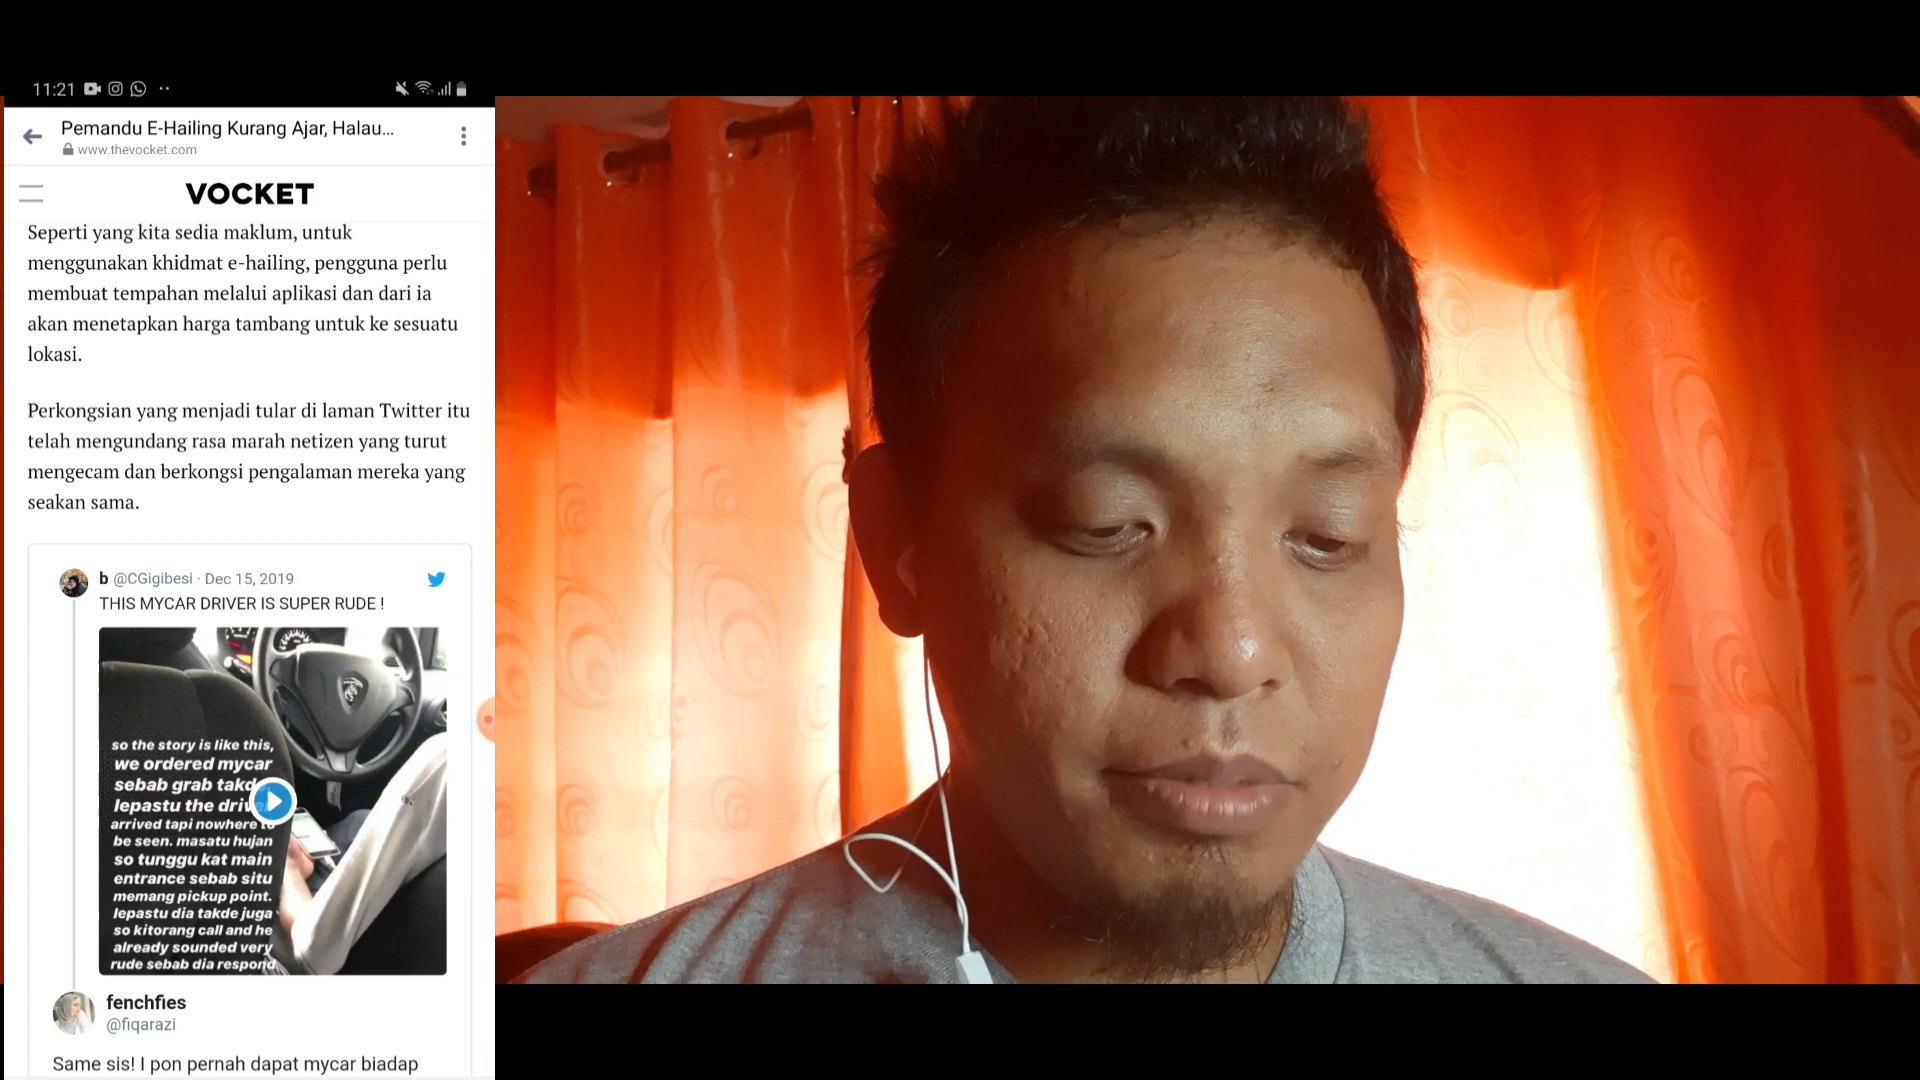 11:21
Pemandu E-Hailing Kurang Ajar, Halau...
www.thevocket.com
VOCKET
Seperti yang kita sedia maklum, untuk
menggunakan khidmat e-hailing, pengguna perlu
membuat tempahan melalui aplikasi dan dari ia
akan menetapkan harga tambang untuk ke sesuatu
lokasi.
Perkongsian yang menjadi tular di laman Twitter itu
telah mengundang rasa marah netizen yang turut
mengecam dan berkongsi pengalaman mereka yang
seakan sama.
b @CGigibesi · Dec 15, 2019
THIS MYCAR DRIVER IS SUPER RUDE !
so the story is like this,
we ordered mycar
sebab grab takde.
lepastu the driver
arrived tapi nowhere to
be seen. masatu hujan
so tunggu kat main
entrance sebab situ
memang pickup point.
lepastu dia takde juga
so kitorang call and he
already sounded very
rude sebab dia respond
fenchfies
@fiqarazi
Same sis! I pon pernah dapat mycar biadap